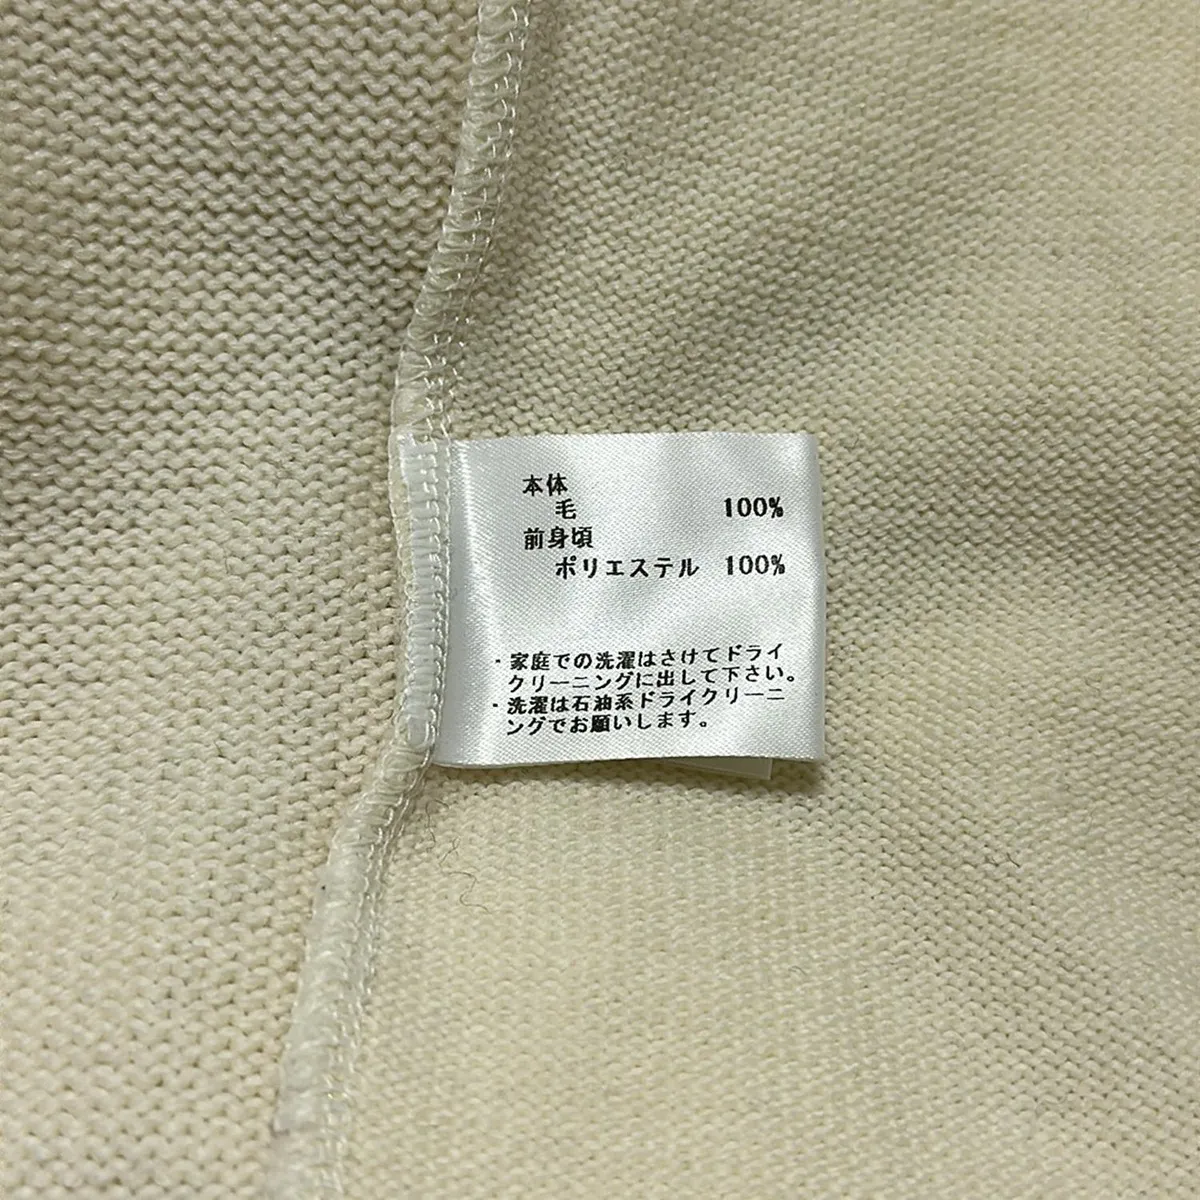 本体
毛 100%
前身頃
ポリエステル 100%
・家庭での洗濯はさけてドライ
クリーニングに出して下さい。
・洗濯は石油系ドライクリーニ
ングでお願いします。